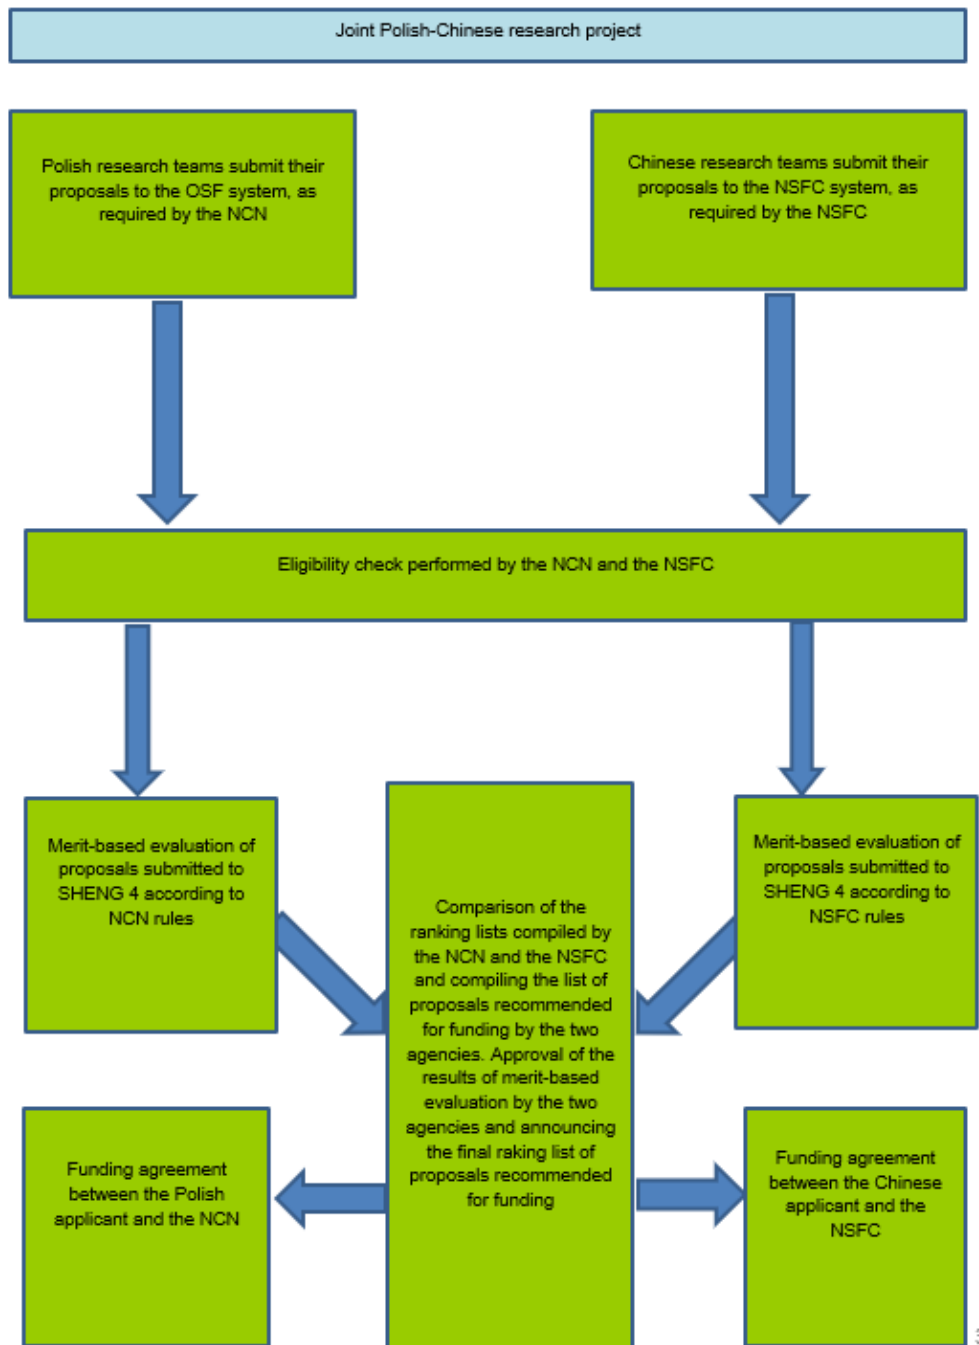 Joint Polish-Chinese research project
Polish research teams submit their
proposals to the OSF system, as
required by the NCN
Chinese research teams submit their
proposals to the NSFC system, as
required by the NSFC
Eligibility check performed by the NCN and the NSFC
Merit-based evaluation of
proposals submitted to
SHENG 4 according to
NCN rules
Comparison of the
ranking lists compiled by
the NCN and the NSFC
and compiling the list of
proposals recommended
for funding by the two
agencies. Approval of the
results of merit-based
evaluation by the two
agencies and announcing
the final raking list of
proposals recommended
for funding
Merit-based evaluation of
proposals submitted to
SHENG 4 according to
NSFC rules
Funding agreement
between the Polish
applicant and the NCN
Funding agreement
between the Chinese
applicant and the
NSFC